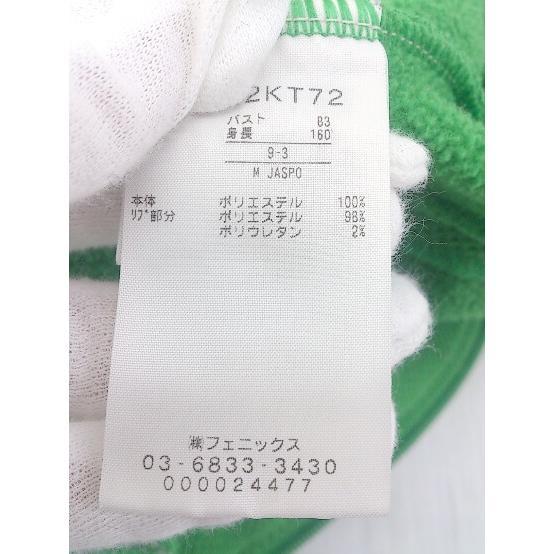 2KT72
バスト 83
身長 160
9-3
M JASPO
本体 ポリエステル 100%
ﾘﾌﾞ部分 ポリエステル 98%
ポリウレタン 2%
㈱フェニックス
03-6833-3430
000024477